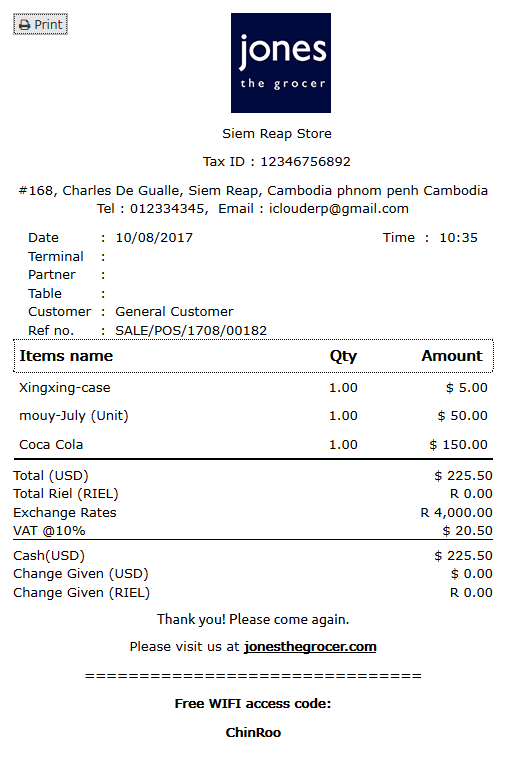 Print
jones
the grocer
Siem Reap Store
Tax ID : 12346756892
#168, Charles De Gualle, Siem Reap, Cambodia phnom penh Cambodia
Tel : 012334345, Email : iclouderp@gmail.com
Date : 10/08/2017 Time : 10:35
Terminal :
Partner :
Table :
Customer : General Customer
Ref no. : SALE/POS/1708/00182
Items name Qty Amount
Xingxing-case 1.00 $ 5.00
mouy-July (Unit) 1.00 $ 50.00
Coca Cola 1.00 $ 150.00
Total (USD) $ 225.50
Total Riel (RIEL) R 0.00
Exchange Rates R 4,000.00
VAT @10% $ 20.50
Cash(USD) $ 225.50
Change Given (USD) $ 0.00
Change Given (RIEL) R 0.00
Thank you! Please come again.
Please visit us at jonesthegrocer.com
===============================
Free WIFI access code:
ChinRoo